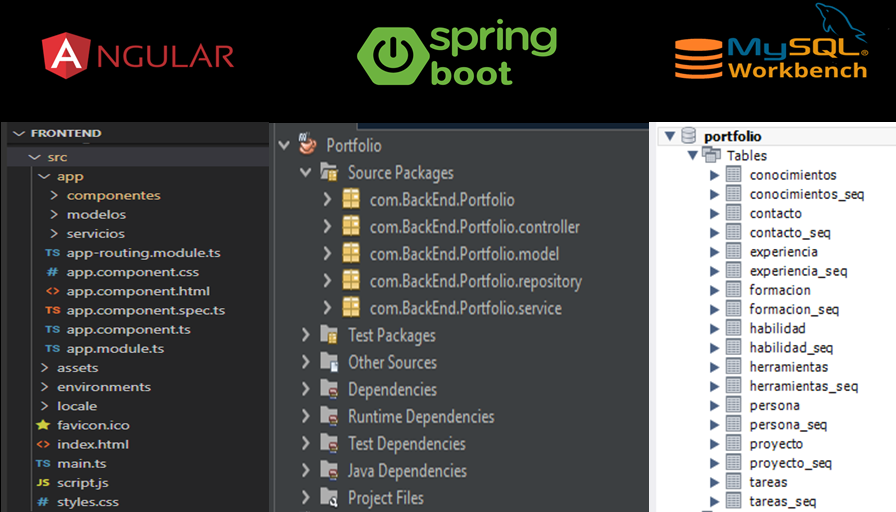 ANGULAR
spring
boot
MySQL®
Workbench
FRONTEND
src
app
componentes
modelos
servicios
TS app-routing.module.ts
# app.component.css
<> app.component.html
TS app.component.spec.ts
TS app.component.ts
TS app.module.ts
assets
environments
locale
favicon.ico
<> index.html
TS main.ts
JS script.js
# styles.css
Portfolio
Source Packages
com.BackEnd.Portfolio
com.BackEnd.Portfolio.controller
com.BackEnd.Portfolio.model
com.BackEnd.Portfolio.repository
com.BackEnd.Portfolio.service
Test Packages
Other Sources
Dependencies
Runtime Dependencies
Test Dependencies
Java Dependencies
Project Files
portfolio
Tables
conocimientos
conocimientos_seq
contacto
contacto_seq
experiencia
experiencia_seq
formacion
formacion_seq
habilidad
habilidad_seq
herramientas
herramientas_seq
persona
persona_seq
proyecto
proyecto_seq
tareas
tareas_seq